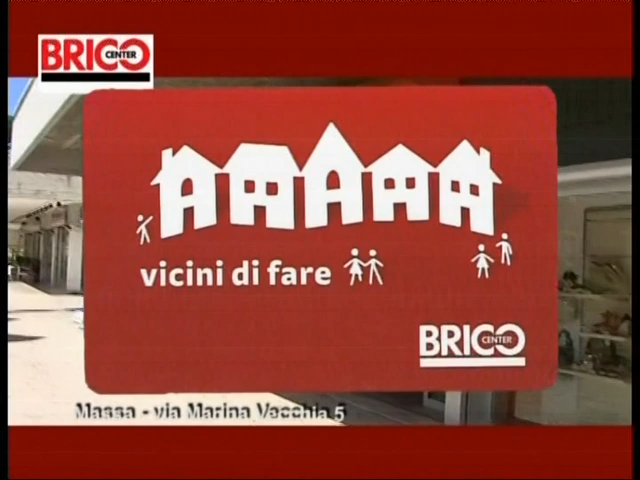 BRICO
CENTER
vicini di fare
BRICO
CENTER
Massa - via Marina Vecchia 5